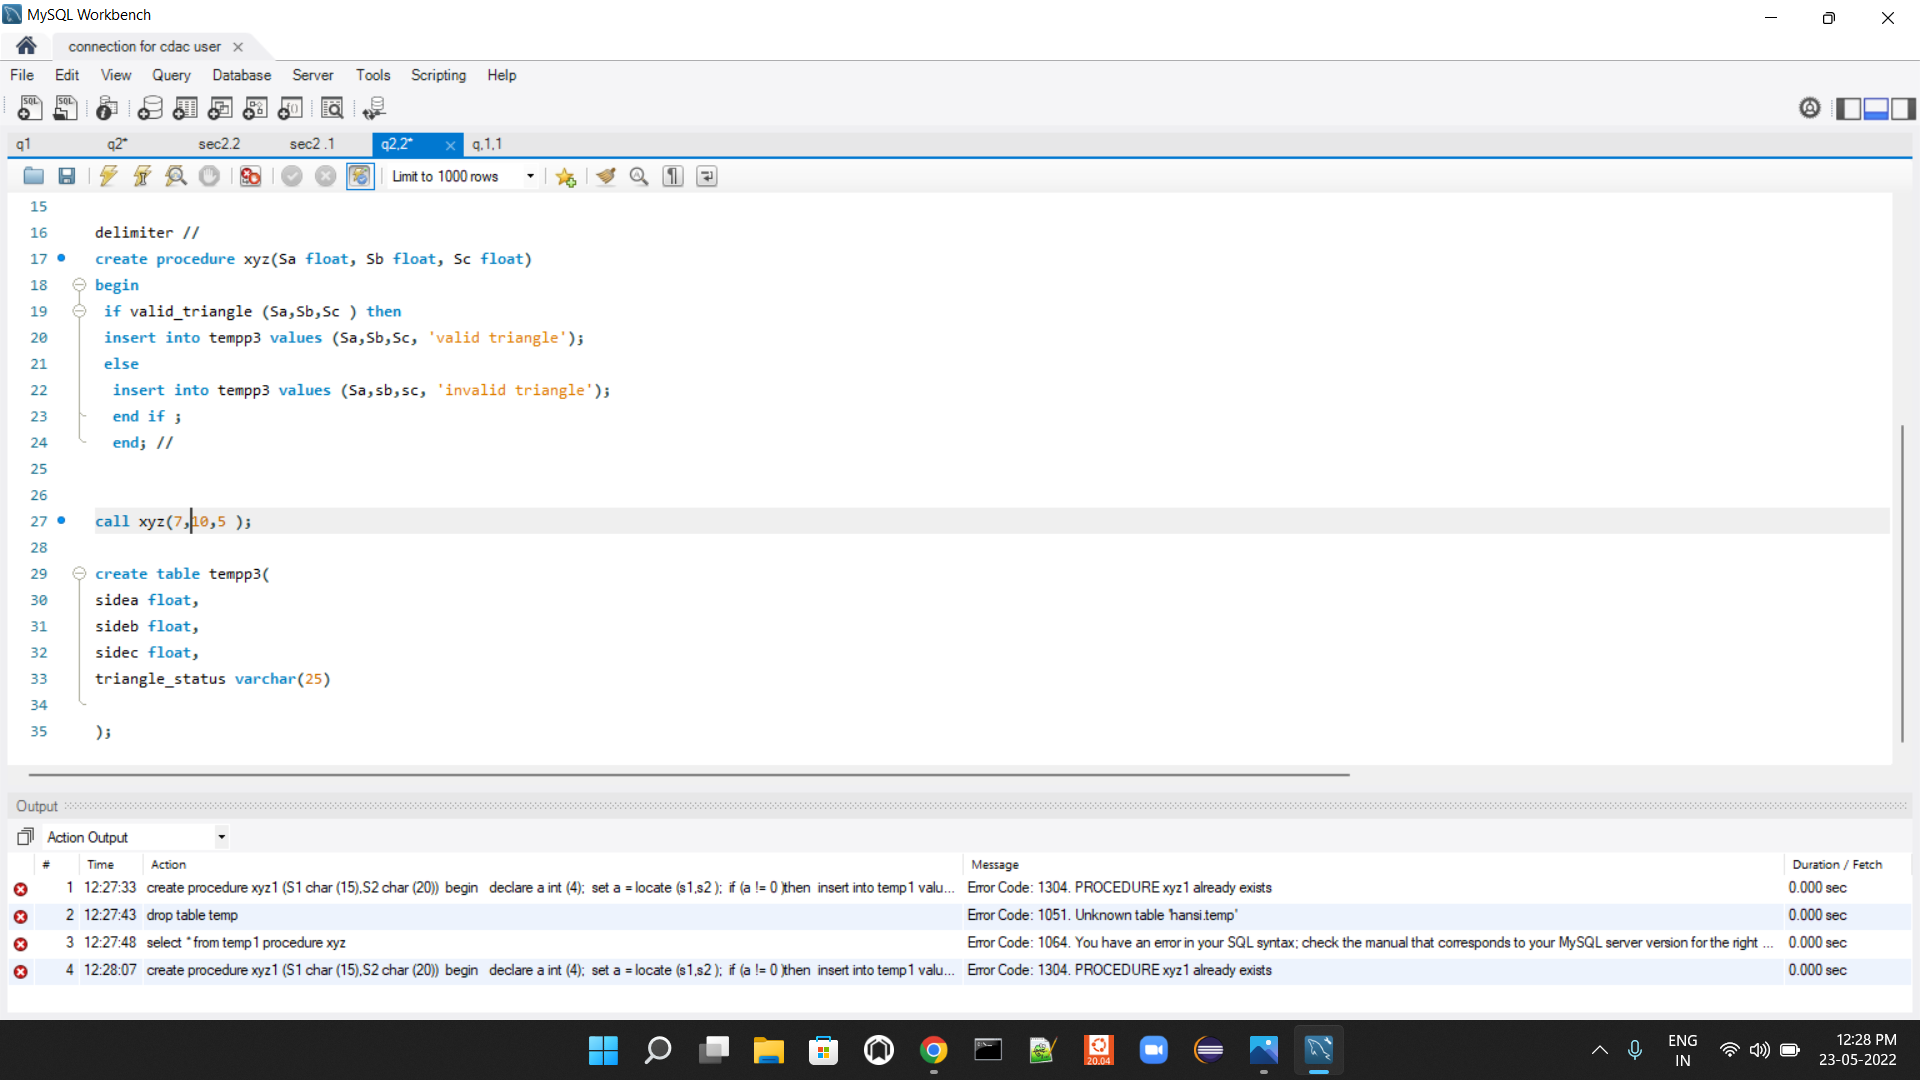 MySQL Workbench
connection for cdac user
File Edit View Query Database Server Tools Scripting Help
q1 q2* sec2.2 sec2 .1 q2,2* q,1,1
Limit to 1000 rows
15
16 delimiter //
17 create procedure xyz(Sa float, Sb float, Sc float)
18 begin
19 if valid_triangle (Sa,Sb,Sc ) then
20 insert into tempp3 values (Sa,Sb,Sc, 'valid triangle');
21 else
22 insert into tempp3 values (Sa,sb,sc, 'invalid triangle');
23 end if ;
24 end; //
25
26
27 call xyz(7,10,5 );
28
29 create table tempp3(
30 sidea float,
31 sideb float,
32 sidec float,
33 triangle_status varchar(25)
34
35 );
Output
Action Output
# Time Action Message Duration / Fetch
1 12:27:33 create procedure xyz1 (S1 char (15),S2 char (20)) begin declare a int (4); set a = locate (s1,s2 ); if (a != 0 )then insert into temp1 valu... Error Code: 1304. PROCEDURE xyz1 already exists 0.000 sec
2 12:27:43 drop table temp Error Code: 1051. Unknown table 'hansi.temp' 0.000 sec
3 12:27:48 select * from temp1 procedure xyz Error Code: 1064. You have an error in your SQL syntax; check the manual that corresponds to your MySQL server version for the right ... 0.000 sec
4 12:28:07 create procedure xyz1 (S1 char (15),S2 char (20)) begin declare a int (4); set a = locate (s1,s2 ); if (a != 0 )then insert into temp1 valu... Error Code: 1304. PROCEDURE xyz1 already exists 0.000 sec
20.04
ENG
IN
12:28 PM
23-05-2022